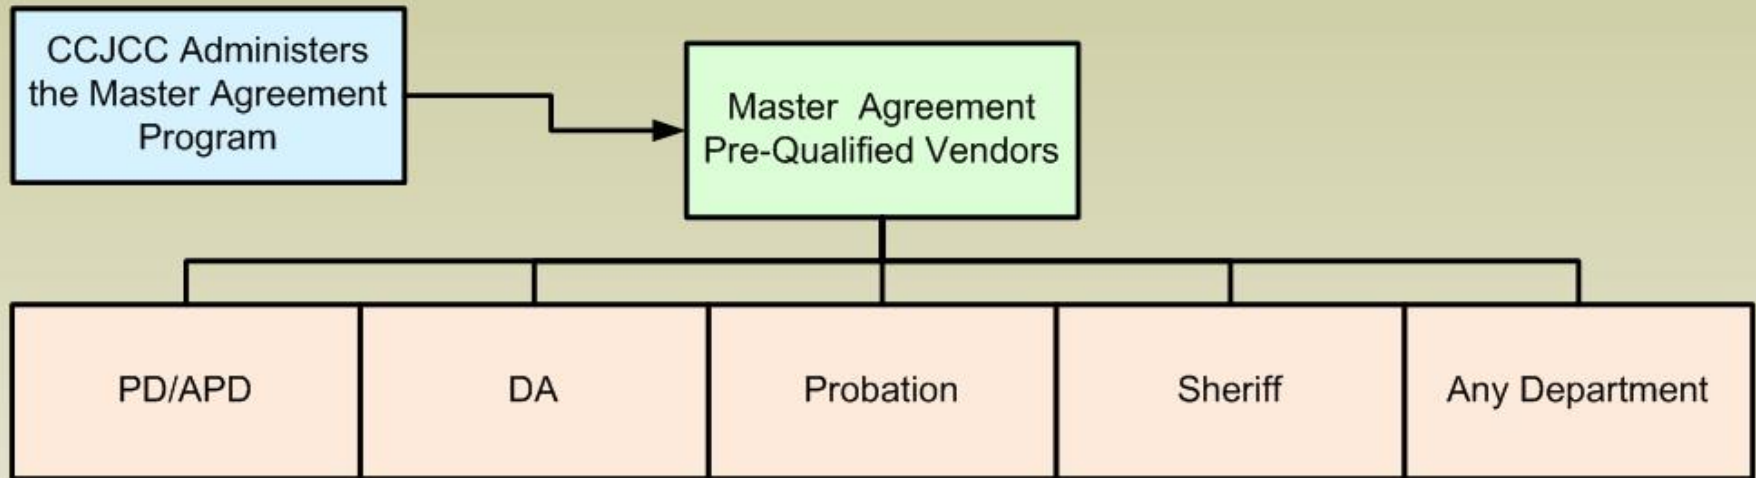 CCJCC Administers
the Master Agreement
Program
Master Agreement
Pre-Qualified Vendors
PD/APD
DA
Probation
Sheriff
Any Department